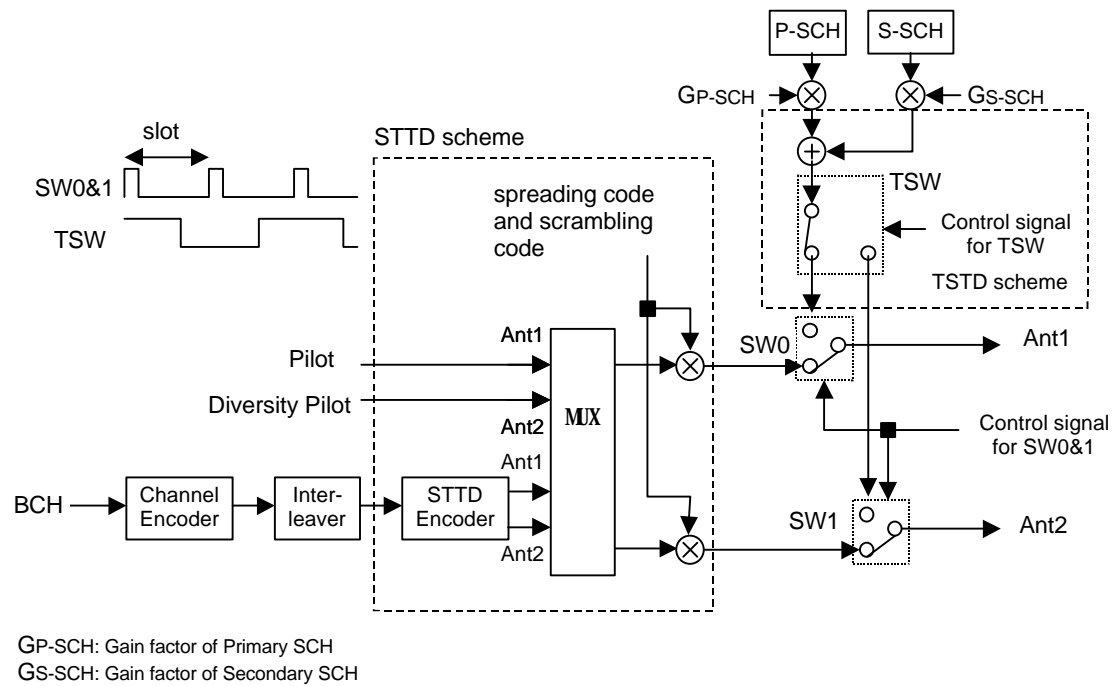 P-SCH
S-SCH
GP-SCH
GS-SCH
slot
STTD scheme
SW0&1
TSW
spreading code
and scrambling
code
TSW
Control signal
for TSW
TSTD scheme
Ant1
SW0
Ant1
Pilot
Diversity Pilot
MUX
Ant2
Ant1
Control signal
for SW0&1
BCH
Channel
Encoder
Inter-
leaver
STTD
Encoder
SW1
Ant2
Ant2
GP-SCH: Gain factor of Primary SCH
GS-SCH: Gain factor of Secondary SCH